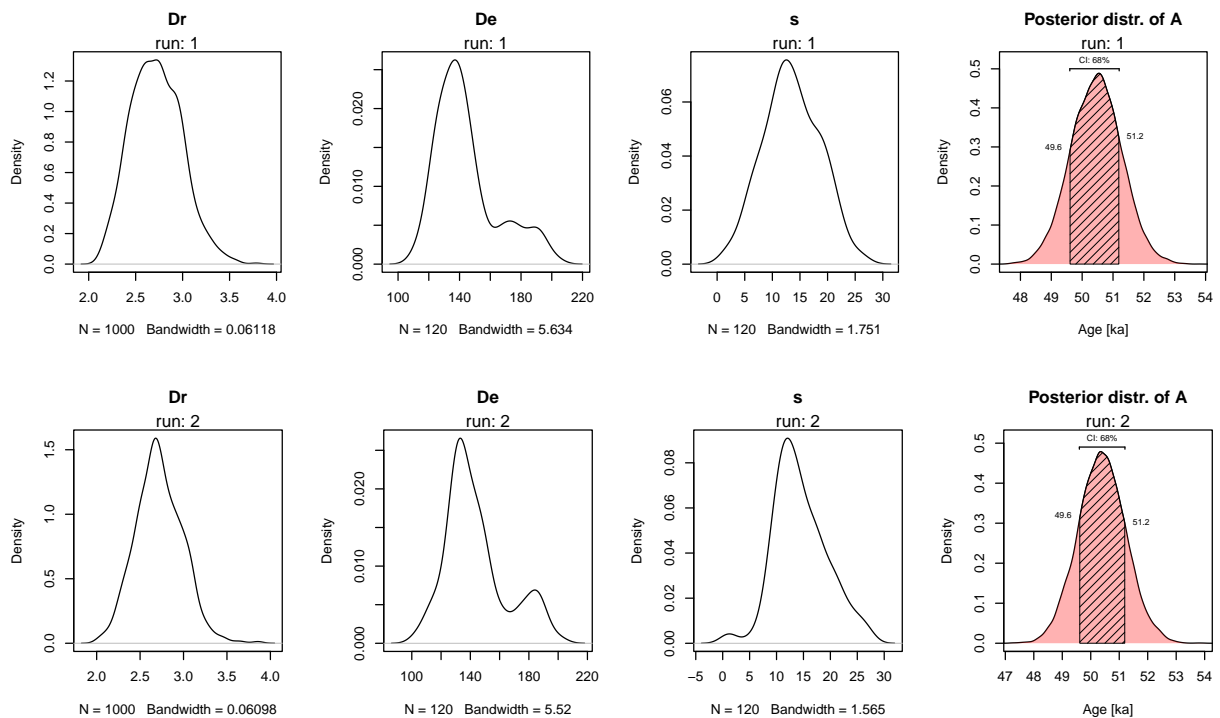 Dr
run: 1
Density
0.0 0.2 0.4 0.6 0.8 1.0 1.2
2.0 2.5 3.0 3.5 4.0
N = 1000 Bandwidth = 0.06118
De
run: 1
Density
0.000 0.010 0.020
100 140 180 220
N = 120 Bandwidth = 5.634
s
run: 1
Density
0.00 0.02 0.04 0.06
0 5 10 15 20 25 30
N = 120 Bandwidth = 1.751
Posterior distr. of A
run: 1
CI: 68%
49.6
51.2
Density
0.0 0.1 0.2 0.3 0.4 0.5
48 49 50 51 52 53 54
Age [ka]
Dr
run: 2
Density
0.0 0.5 1.0 1.5
2.0 2.5 3.0 3.5 4.0
N = 1000 Bandwidth = 0.06098
De
run: 2
Density
0.000 0.010 0.020
100 140 180 220
N = 120 Bandwidth = 5.52
s
run: 2
Density
0.00 0.02 0.04 0.06 0.08
−5 0 5 10 15 20 25 30
N = 120 Bandwidth = 1.565
Posterior distr. of A
run: 2
CI: 68%
49.6
51.2
Density
0.0 0.1 0.2 0.3 0.4 0.5
47 48 49 50 51 52 53 54
Age [ka]